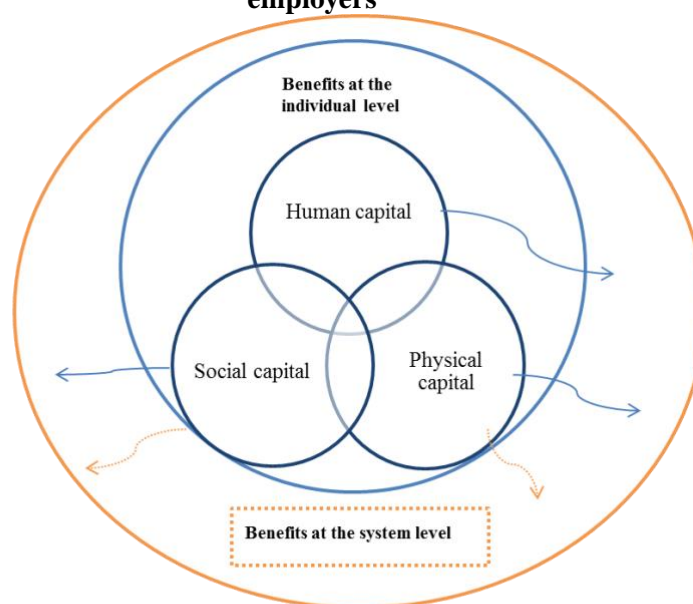 employers
Benefits at the
individual level
Human capital
Social capital
Physical
capital
Benefits at the system level